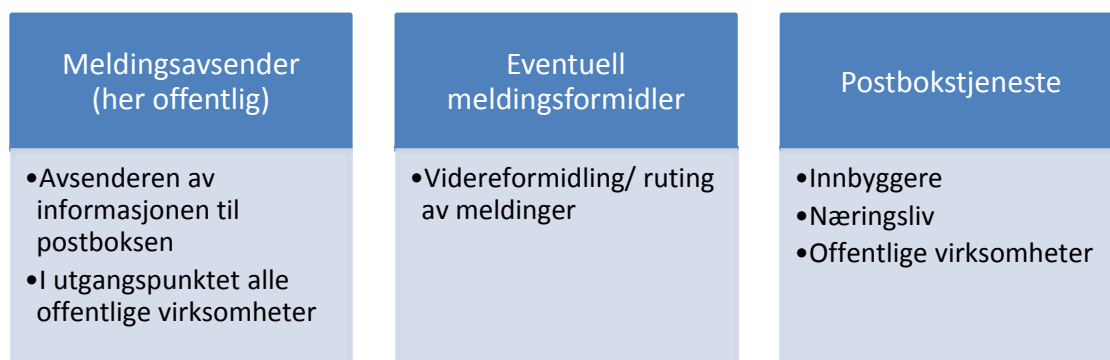 Meldingsavsender
(her offentlig)
•Avsenderen av
informasjonen til
postboksen
•I utgangspunktet alle
offentlige virksomheter
Eventuell
meldingsformidler
•Videreformidling/ ruting
av meldinger
Postbokstjeneste
•Innbyggere
•Næringsliv
•Offentlige virksomheter